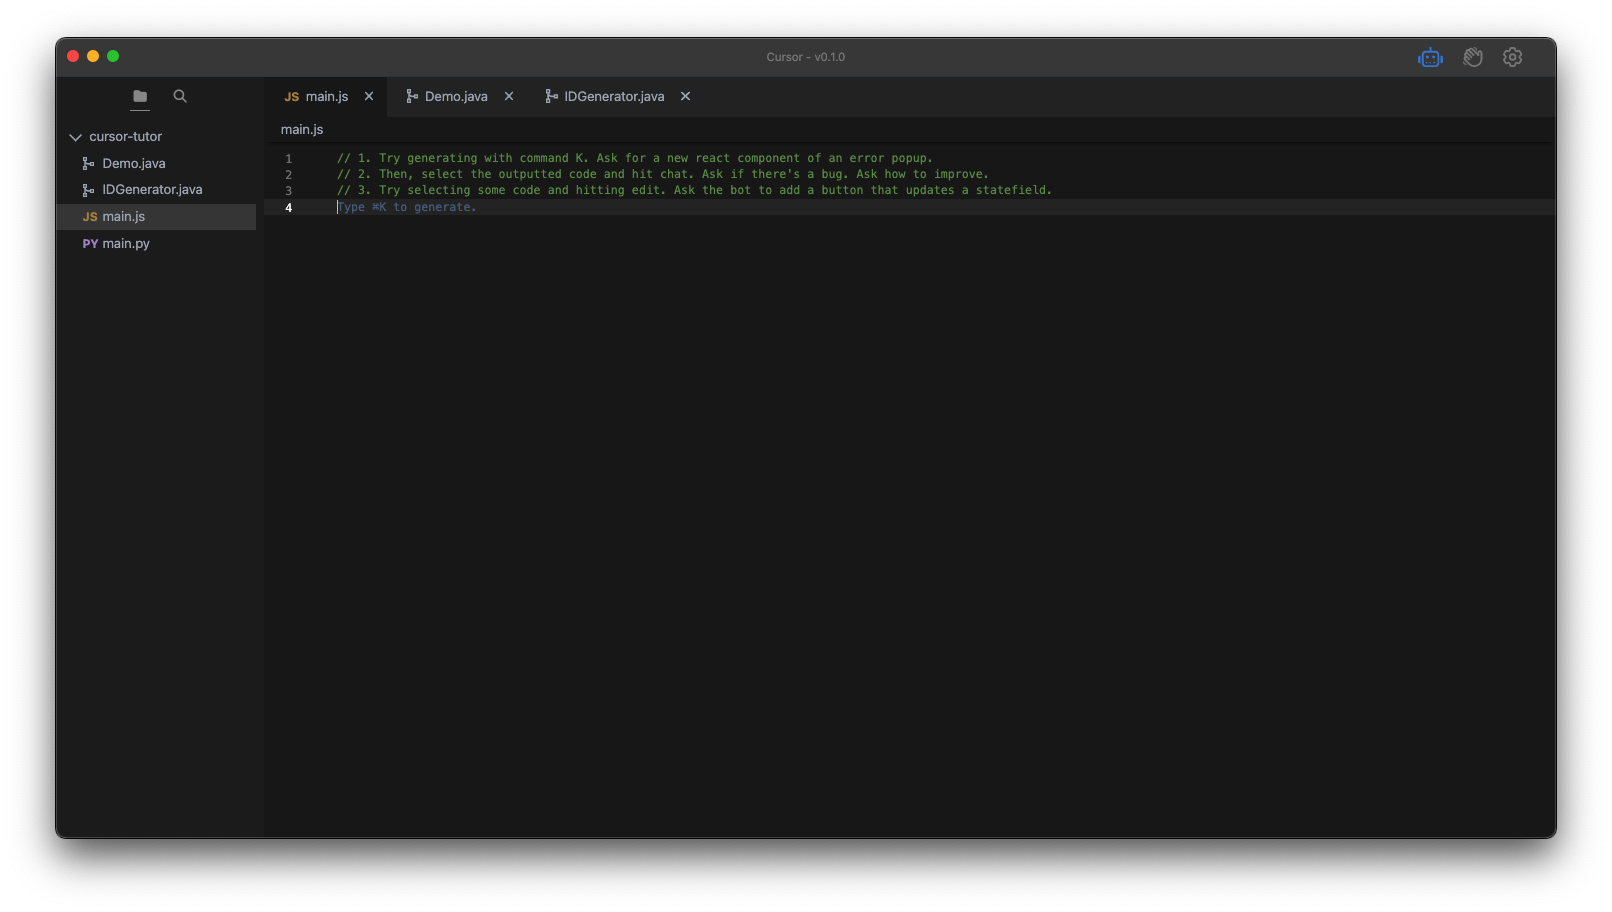 Cursor - v0.1.0
JS main.js ✕ Demo.java ✕ IDGenerator.java ✕
main.js
cursor-tutor
Demo.java
IDGenerator.java
JS main.js
PY main.py
1 // 1. Try generating with command K. Ask for a new react component of an error popup.
2 // 2. Then, select the outputted code and hit chat. Ask if there's a bug. Ask how to improve.
3 // 3. Try selecting some code and hitting edit. Ask the bot to add a button that updates a statefield.
4 Type ⌘K to generate.